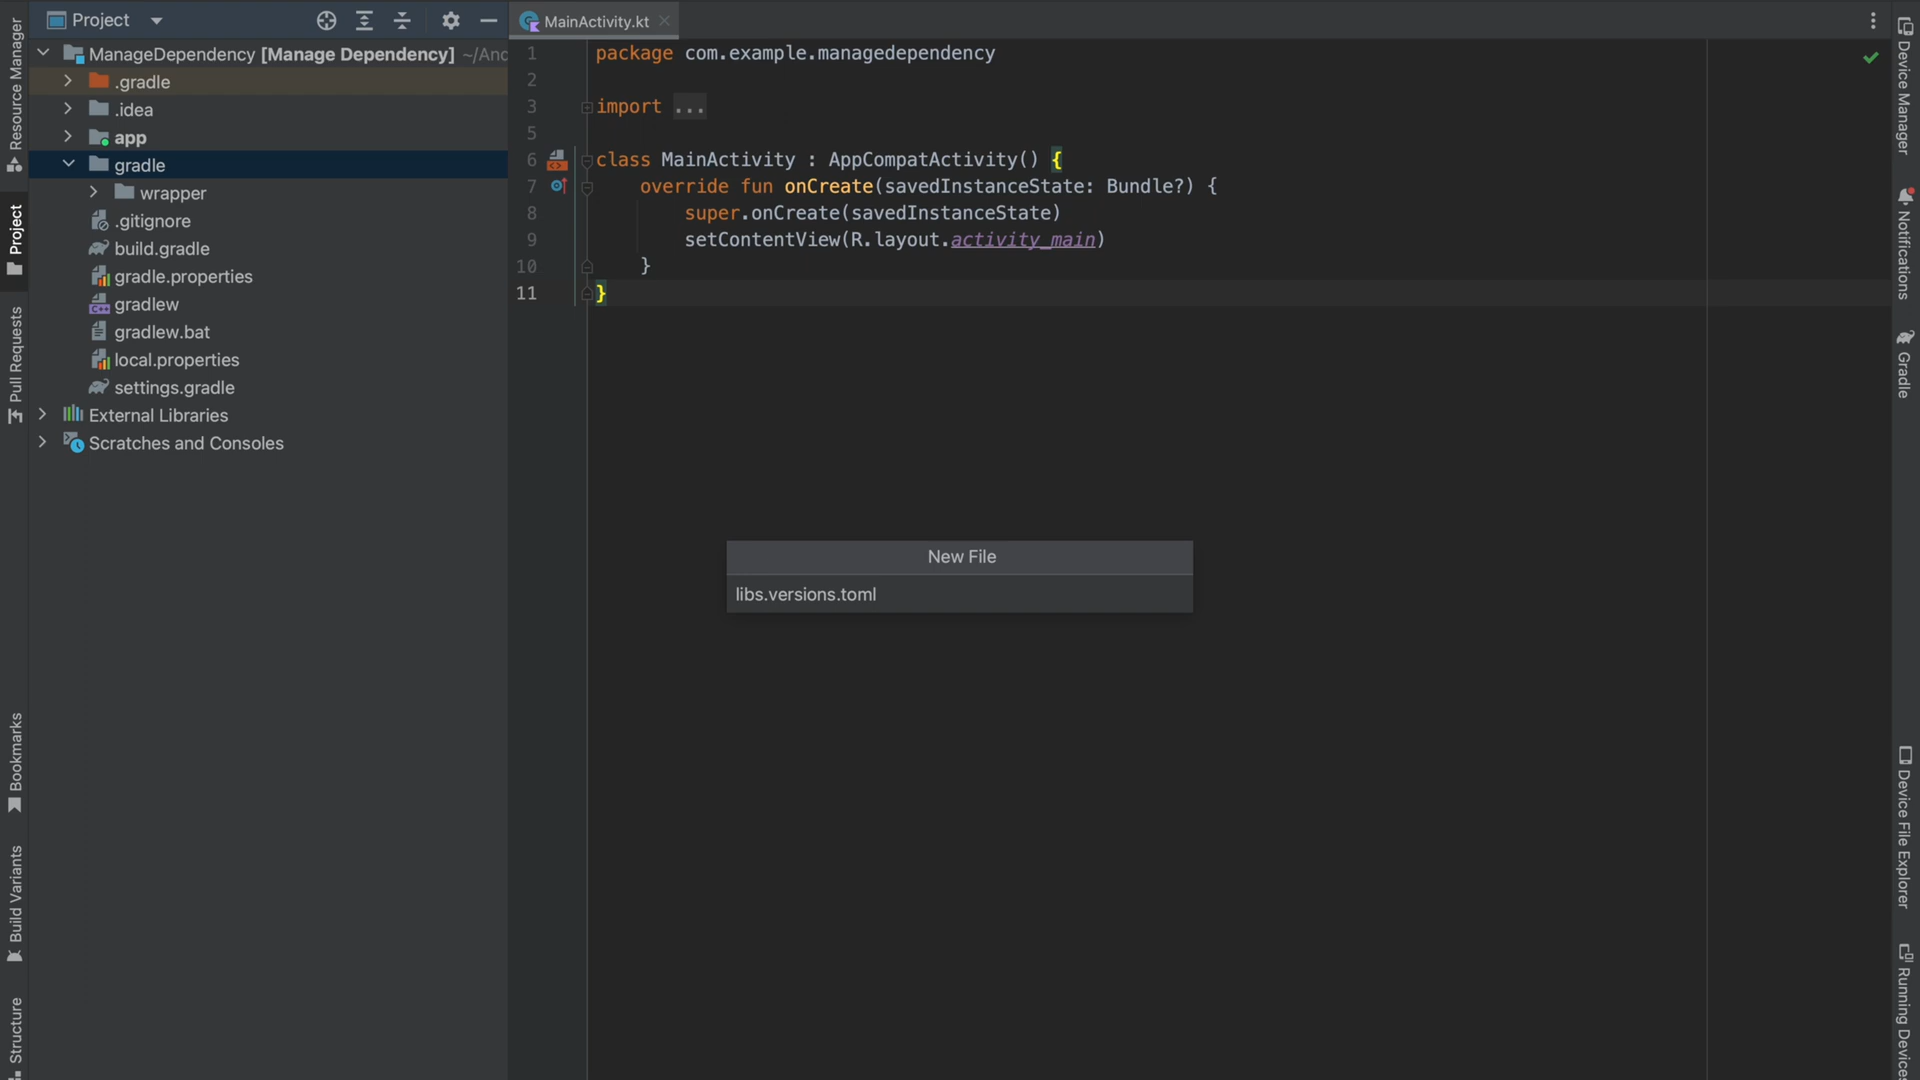 Resource Manager
Project
Pull Requests
Bookmarks
Build Variants
Structure
Project
ManageDependency [Manage Dependency] ~/And
.gradle
.idea
app
gradle
wrapper
.gitignore
build.gradle
gradle.properties
gradlew
gradlew.bat
local.properties
settings.gradle
External Libraries
Scratches and Consoles
MainActivity.kt
1 package com.example.managedependency
2
3 import ...
5
6 class MainActivity : AppCompatActivity() {
7 override fun onCreate(savedInstanceState: Bundle?) {
8 super.onCreate(savedInstanceState)
9 setContentView(R.layout.activity_main)
10 }
11 }
New File
libs.versions.toml
Device Manager
Notifications
Gradle
Device File Explorer
Running Devices